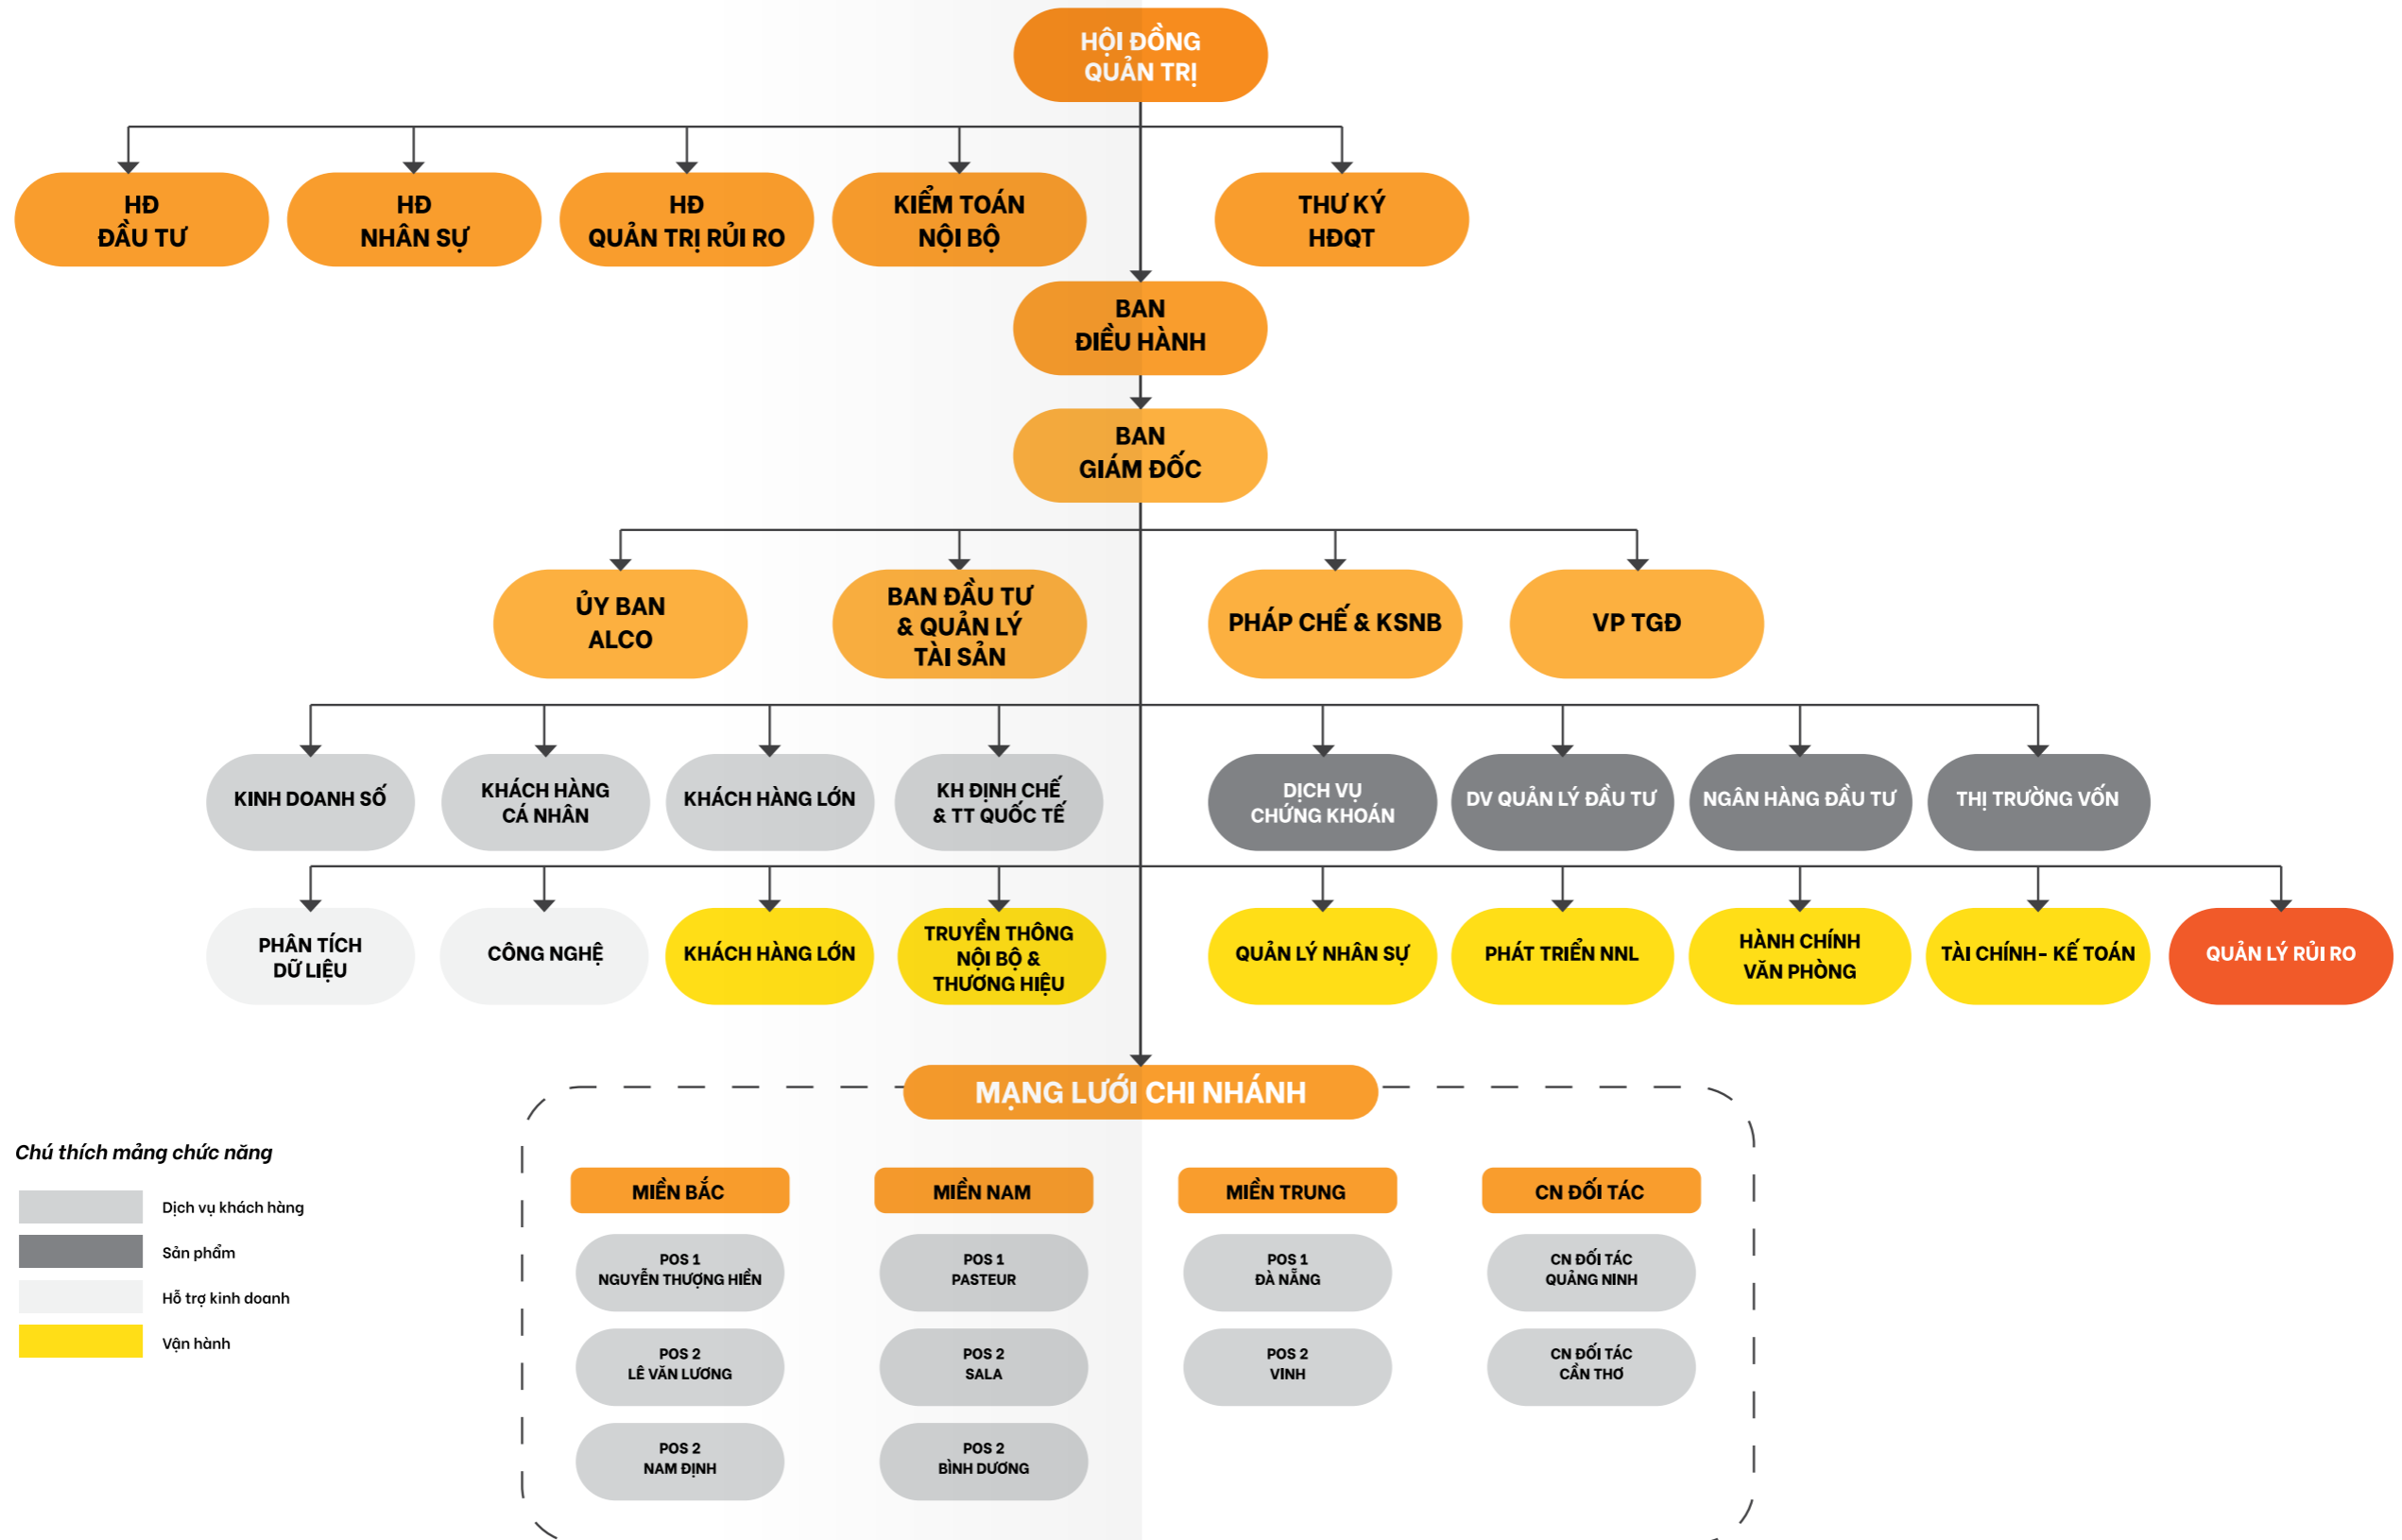 HỘI ĐỒNG
QUẢN TRỊ
HĐ
ĐẦU TƯ
HĐ
NHÂN SỰ
HĐ
QUẢN TRỊ RỦI RO
KIỂM TOÁN
NỘI BỘ
THƯ KÝ
HĐQT
BAN
ĐIỀU HÀNH
BAN
GIÁM ĐỐC
ỦY BAN
ALCO
BAN ĐẦU TƯ
& QUẢN LÝ
TÀI SẢN
PHÁP CHẾ & KSNB
VP TGĐ
KINH DOANH SỐ
KHÁCH HÀNG
CÁ NHÂN
KHÁCH HÀNG LỚN
KH ĐỊNH CHẾ
& TT QUỐC TẾ
DỊCH VỤ
CHỨNG KHOÁN
DV QUẢN LÝ ĐẦU TƯ
NGÂN HÀNG ĐẦU TƯ
THỊ TRƯỜNG VỐN
PHÂN TÍCH
DỮ LIỆU
CÔNG NGHỆ
KHÁCH HÀNG LỚN
TRUYỀN THÔNG
NỘI BỘ &
THƯƠNG HIỆU
QUẢN LÝ NHÂN SỰ
PHÁT TRIỂN NNL
HÀNH CHÍNH
VĂN PHÒNG
TÀI CHÍNH- KẾ TOÁN
QUẢN LÝ RỦI RO
MẠNG LƯỚI CHI NHÁNH
Chú thích mảng chức năng
Dịch vụ khách hàng
Sản phẩm
Hỗ trợ kinh doanh
Vận hành
MIỀN BẮC
POS 1
NGUYỄN THƯỢNG HIỀN
POS 2
LÊ VĂN LƯƠNG
POS 2
NAM ĐỊNH
MIỀN NAM
POS 1
PASTEUR
POS 2
SALA
POS 2
BÌNH DƯƠNG
MIỀN TRUNG
POS 1
ĐÀ NẴNG
POS 2
VINH
CN ĐỐI TÁC
CN ĐỐI TÁC
QUẢNG NINH
CN ĐỐI TÁC
CẦN THƠ